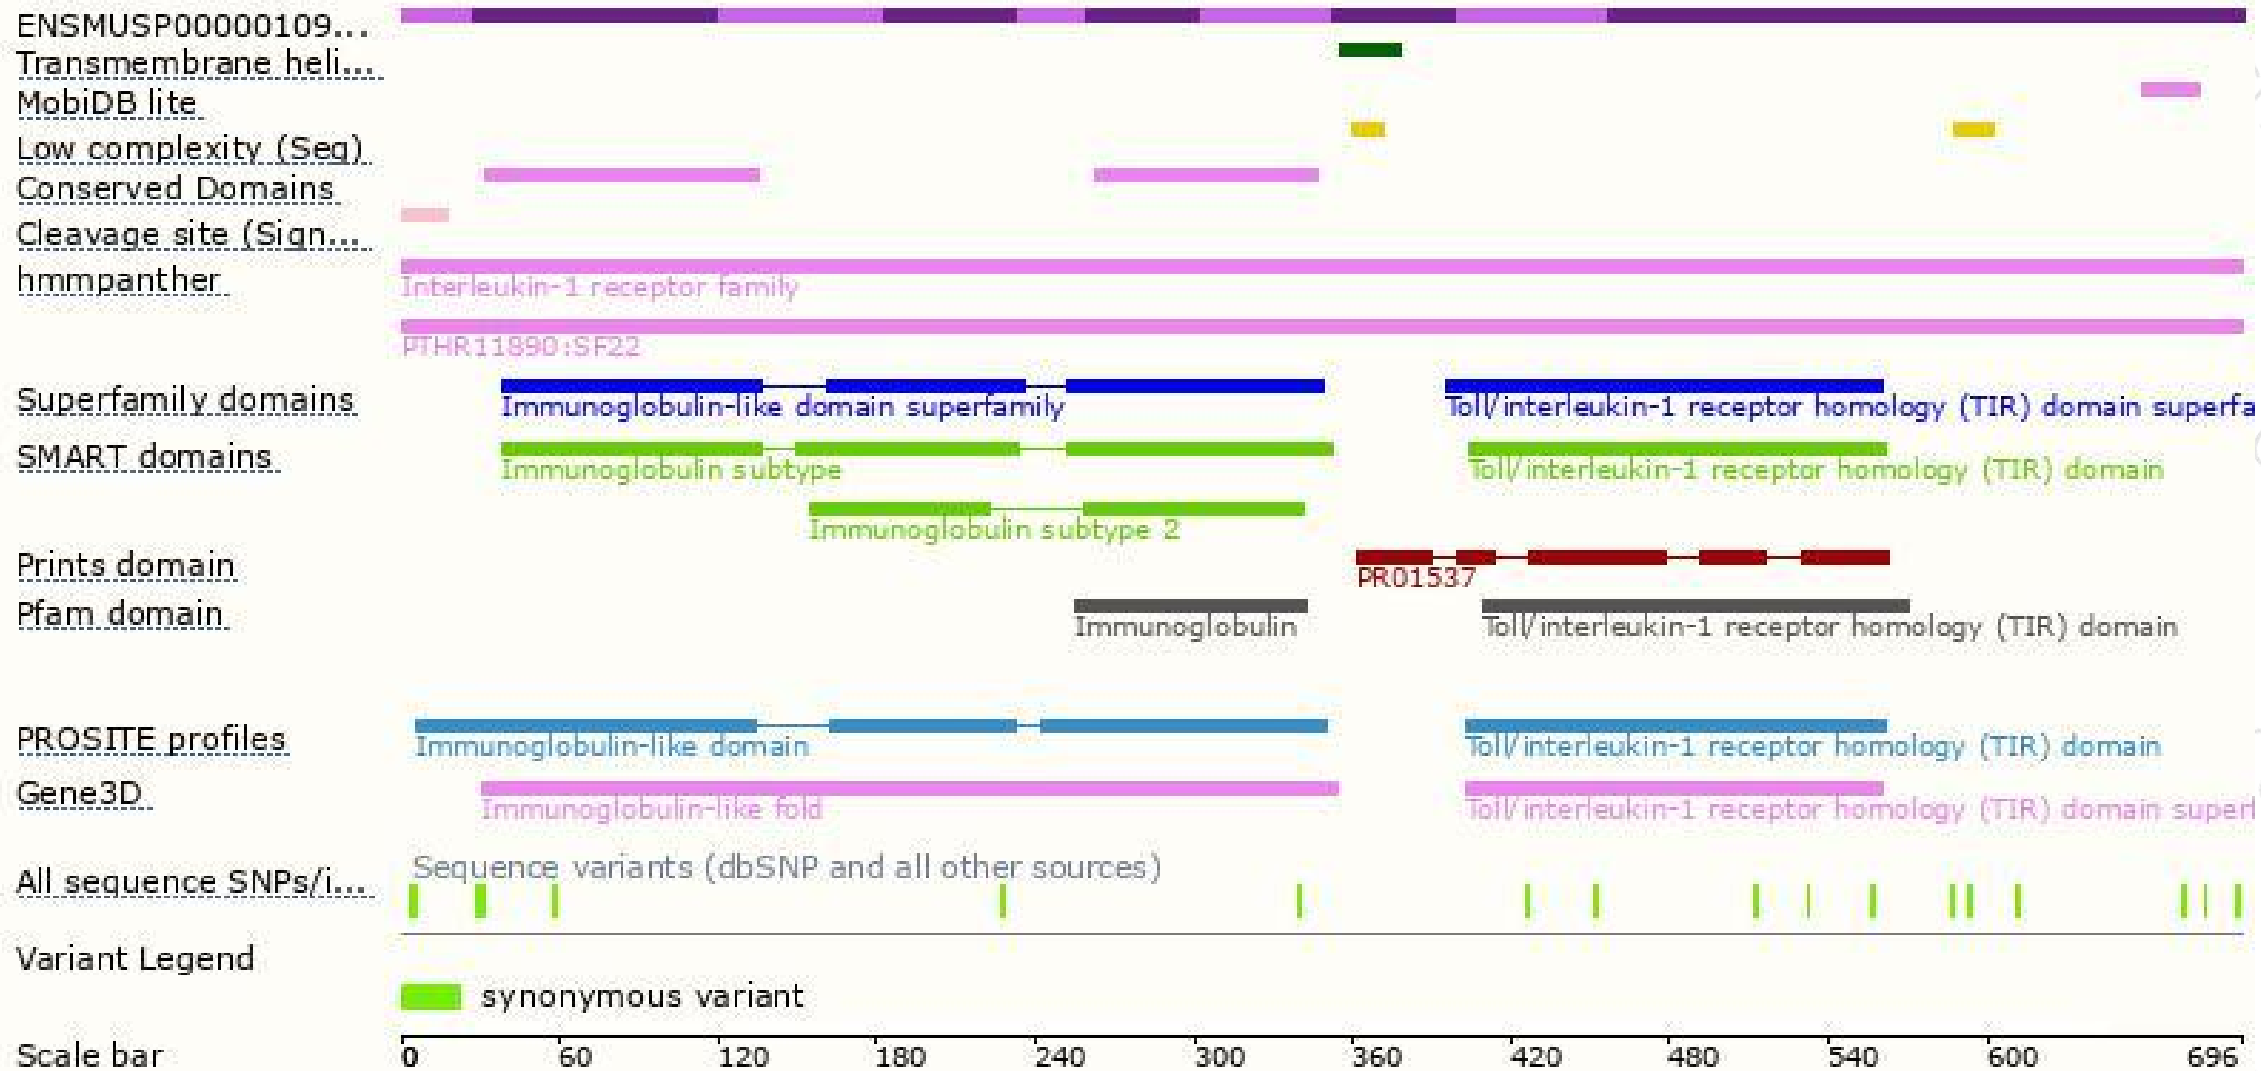 ENSMUSP00000109...
Transmembrane heli...
MobiDB lite
Low complexity (Seg)
Conserved Domains
Cleavage site (Sign...
hmmpanther
Interleukin-1 receptor family
PTHR11890:SF22
Superfamily domains
Immunoglobulin-like domain superfamily
Toll/interleukin-1 receptor homology (TIR) domain superfa
SMART domains
Immunoglobulin subtype
Toll/interleukin-1 receptor homology (TIR) domain
Immunoglobulin subtype 2
Prints domain
PR01537
Pfam domain
Immunoglobulin
Toll/interleukin-1 receptor homology (TIR) domain
PROSITE profiles
Immunoglobulin-like domain
Toll/interleukin-1 receptor homology (TIR) domain
Gene3D
Immunoglobulin-like fold
Toll/interleukin-1 receptor homology (TIR) domain superf
All sequence SNPs/i...
Sequence variants (dbSNP and all other sources)
Variant Legend
synonymous variant
Scale bar
0 60 120 180 240 300 360 420 480 540 600 696